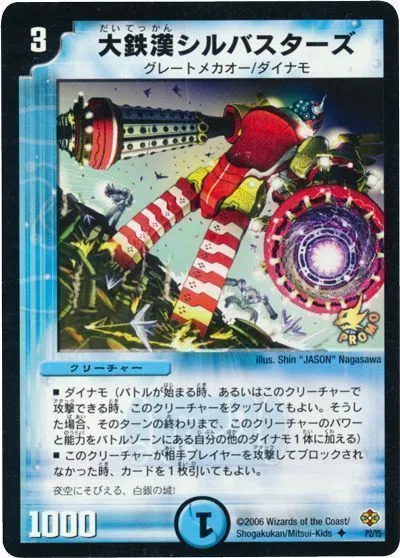 3
だいてっかん
大鉄漢シルバスターズ
グレートメカオー/ダイナモ
PROMO
illus. Shin "JASON" Nagasawa
クリーチャー
■ ダイナモ(バトルが始まる時、あるいはこのクリーチャーで
攻撃できる時、このクリーチャーをタップしてもよい。そうし
た場合、そのターンの終わりまで、このクリーチャーのパワー
と能力をバトルゾーンにある自分の他のダイナモ1体に加える)
■ このクリーチャーが相手プレイヤーを攻撃してブロックされ
なかった時、カードを1枚引いてもよい。
夜空にそびえる、白銀の城!
1000
1
©2006 Wizards of the Coast/
Shogakukan/Mitsui-Kids
P2/Y5